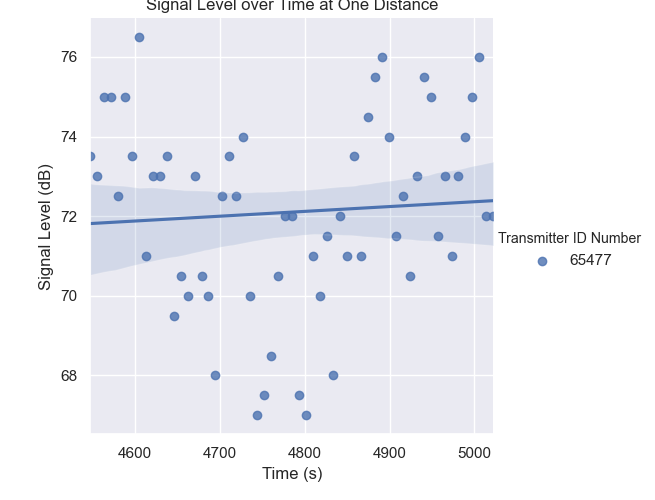 Signal Level over Time at One Distance
76
74
72
70
68
Signal Level (dB)
4600 4700 4800 4900 5000
Time (s)
Transmitter ID Number
65477